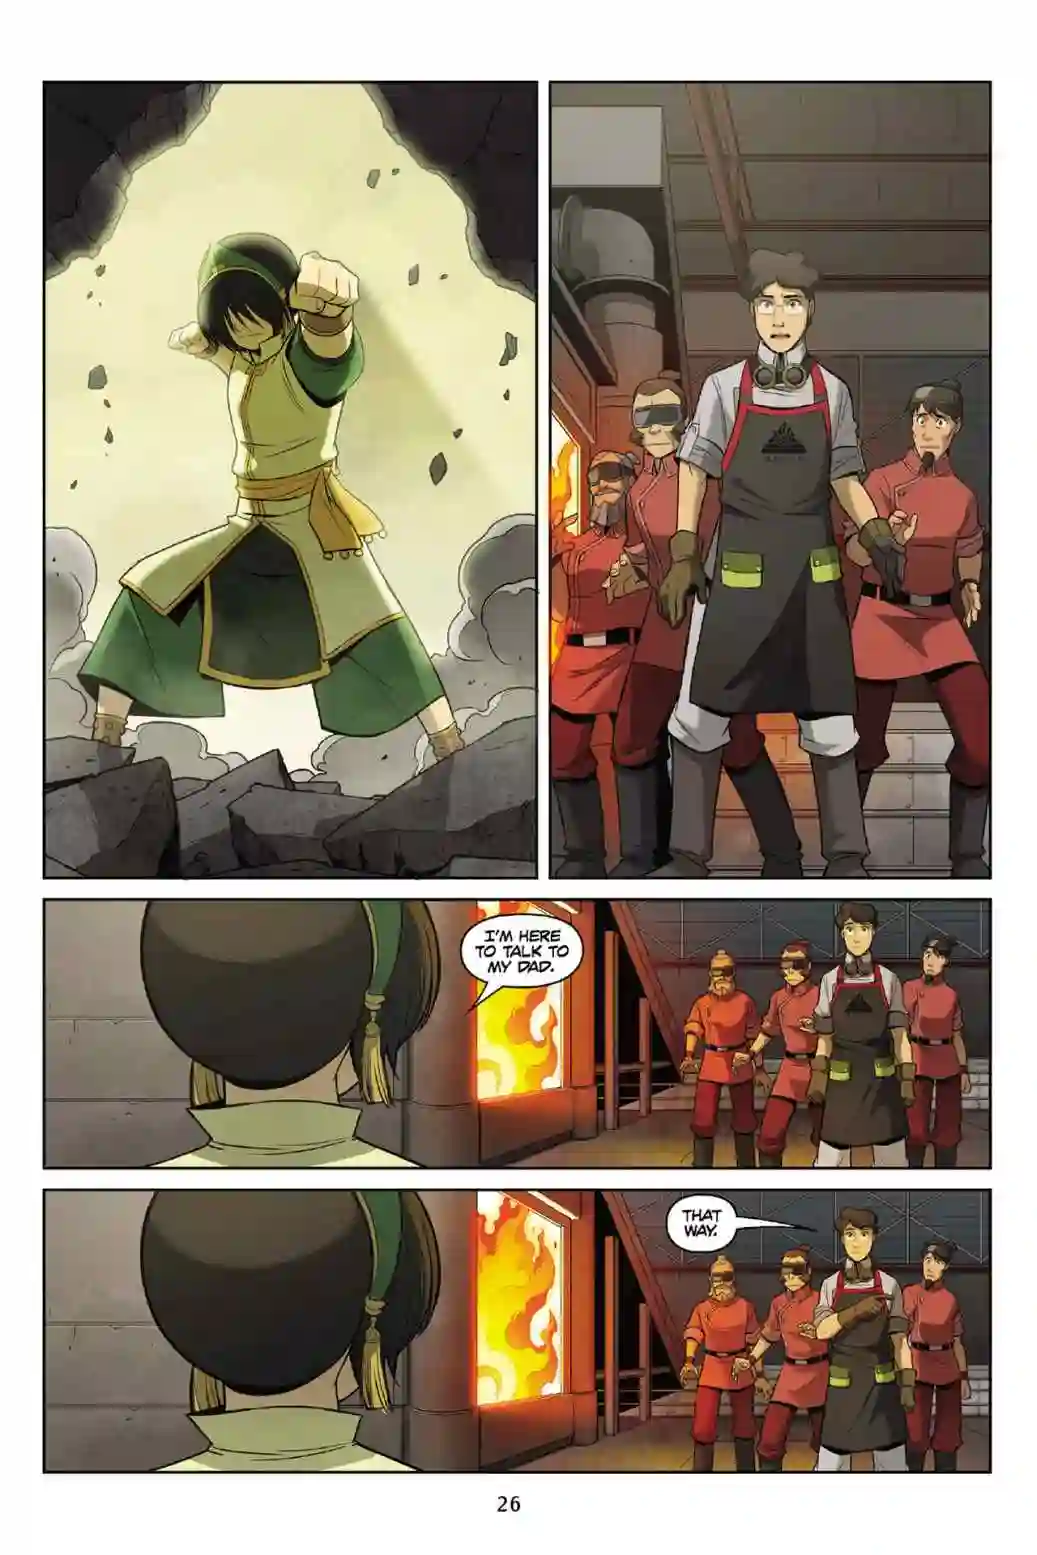 I'M HERE
TO TALK TO
MY DAD.
THAT
WAY.
26